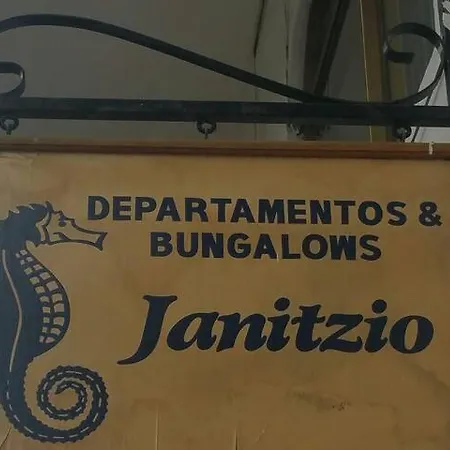 DEPARTAMENTOS &
BUNGALOWS
Janitzio